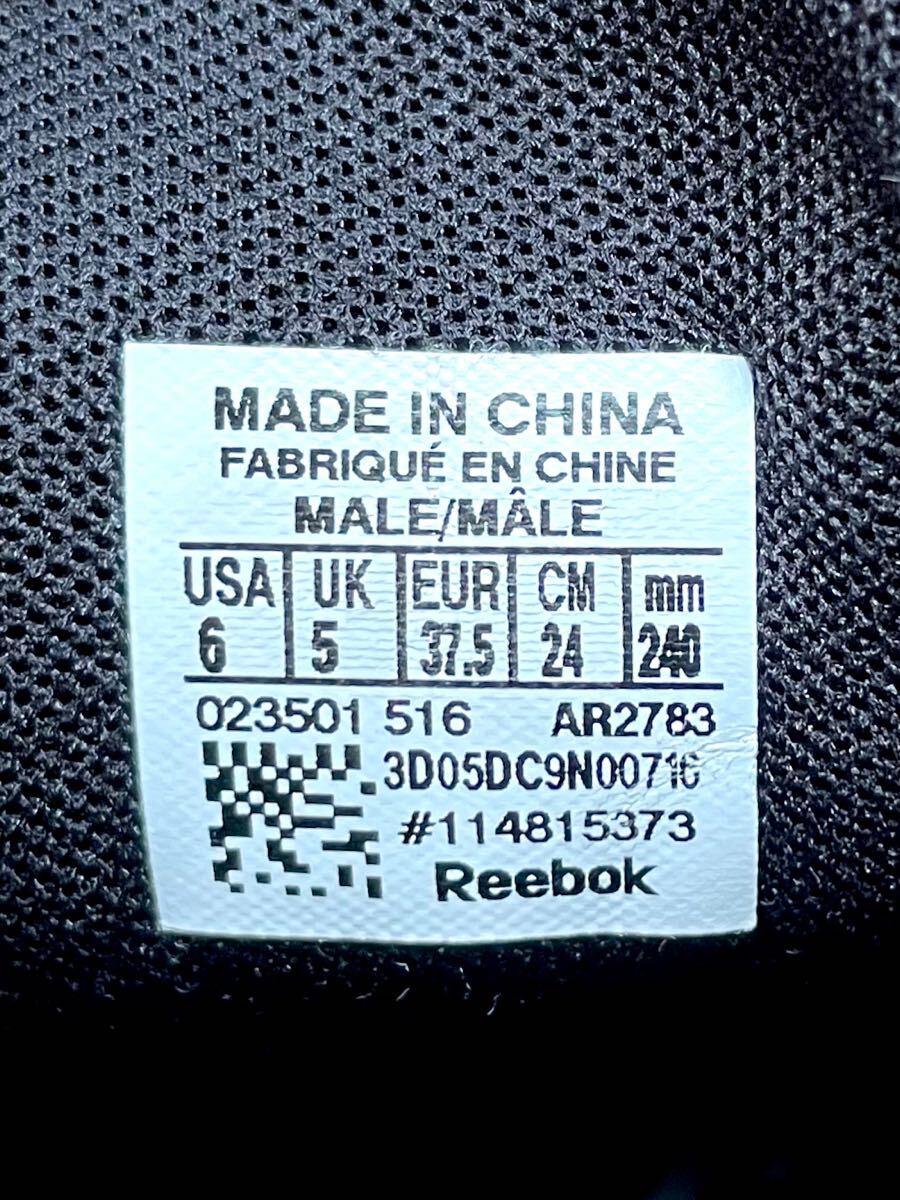 MADE IN CHINA
FABRIQUÉ EN CHINE
MALE/MÂLE
USA UK EUR CM mm
6 5 37.5 24 240
023501 516 AR2783
3D05DC9N00716
#114815373
Reebok